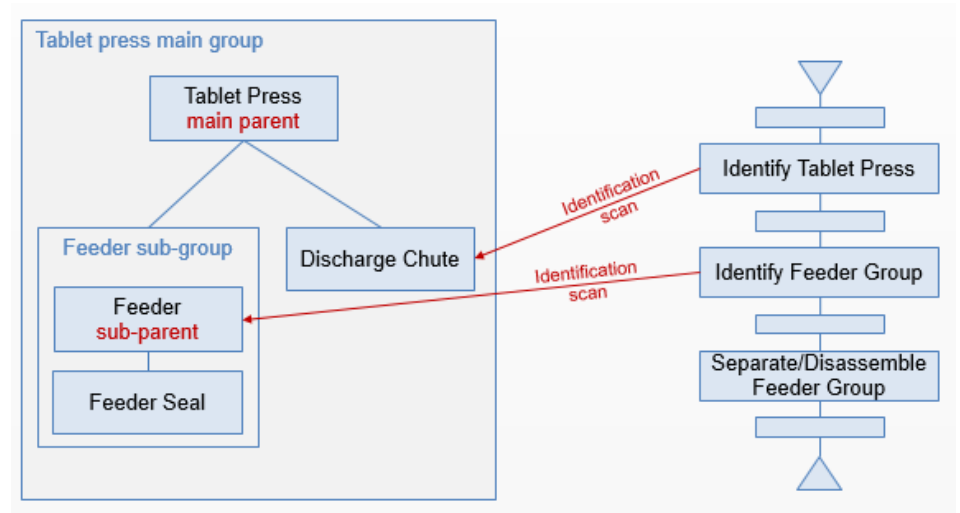 Tablet press main group
Tablet Press
main parent
Identify Tablet Press
Identification
scan
Feeder sub-group
Discharge Chute
Identify Feeder Group
Identification
scan
Feeder
sub-parent
Separate/Disassemble
Feeder Group
Feeder Seal